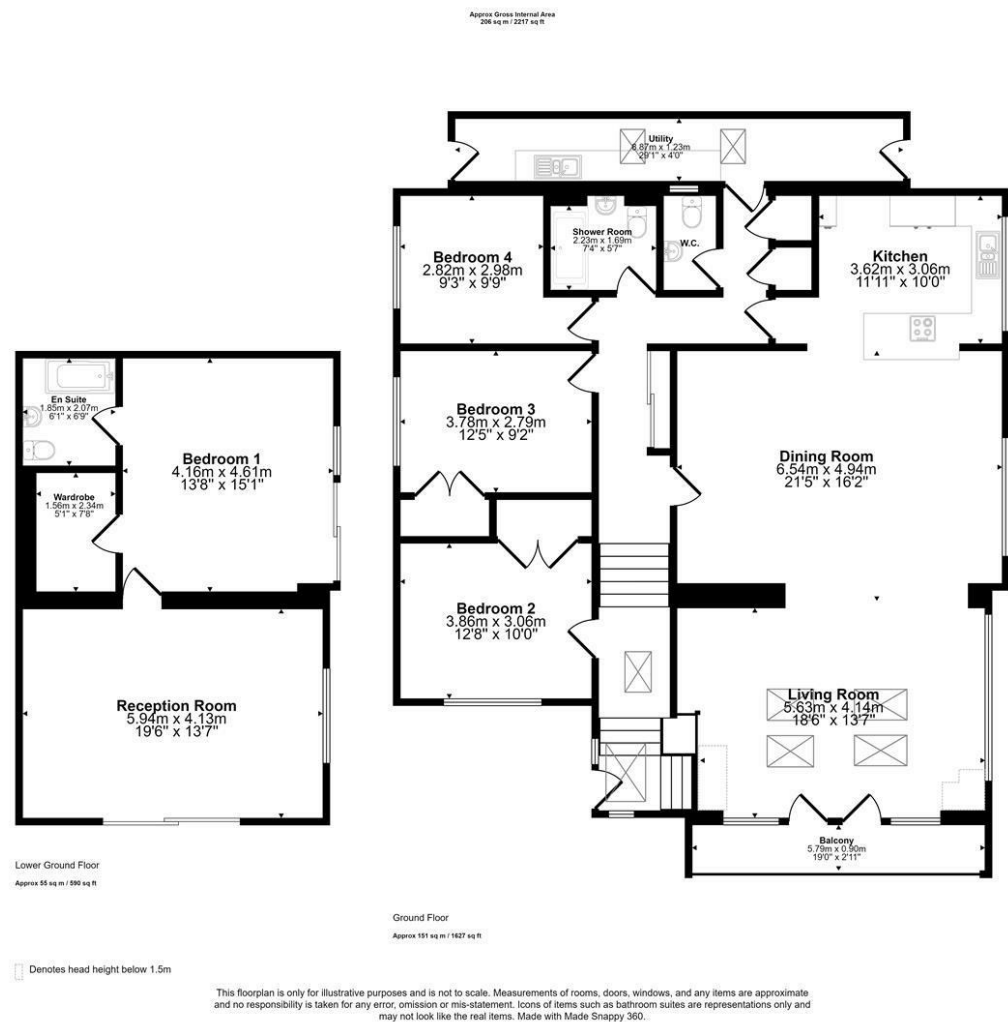 Approx Gross Internal Area
206 sq m / 2217 sq ft
Utility
8.87m x 1.23m
29'1" x 4'0"
Bedroom 4
2.82m x 2.98m
9'3" x 9'9"
Shower Room
2.23m x 1.69m
7'4" x 5'7"
W.C.
Kitchen
3.62m x 3.06m
11'11" x 10'0"
En Suite
1.85m x 2.07m
6'1" x 6'9"
Bedroom 1
4.16m x 4.61m
13'8" x 15'1"
Wardrobe
1.56m x 2.34m
5'1" x 7'8"
Bedroom 3
3.78m x 2.79m
12'5" x 9'2"
Dining Room
6.54m x 4.94m
21'5" x 16'2"
Bedroom 2
3.86m x 3.06m
12'8" x 10'0"
Reception Room
5.94m x 4.13m
19'6" x 13'7"
Living Room
5.63m x 4.14m
18'6" x 13'7"
Balcony
5.79m x 0.90m
19'0" x 2'11"
Lower Ground Floor
Approx 55 sq m / 590 sq ft
Ground Floor
Approx 151 sq m / 1627 sq ft
Denotes head height below 1.5m
This floorplan is only for illustrative purposes and is not to scale. Measurements of rooms, doors, windows, and any items are approximate
and no responsibility is taken for any error, omission or mis-statement. Icons of items such as bathroom suites are representations only and
may not look like the real items. Made with Made Snappy 360.